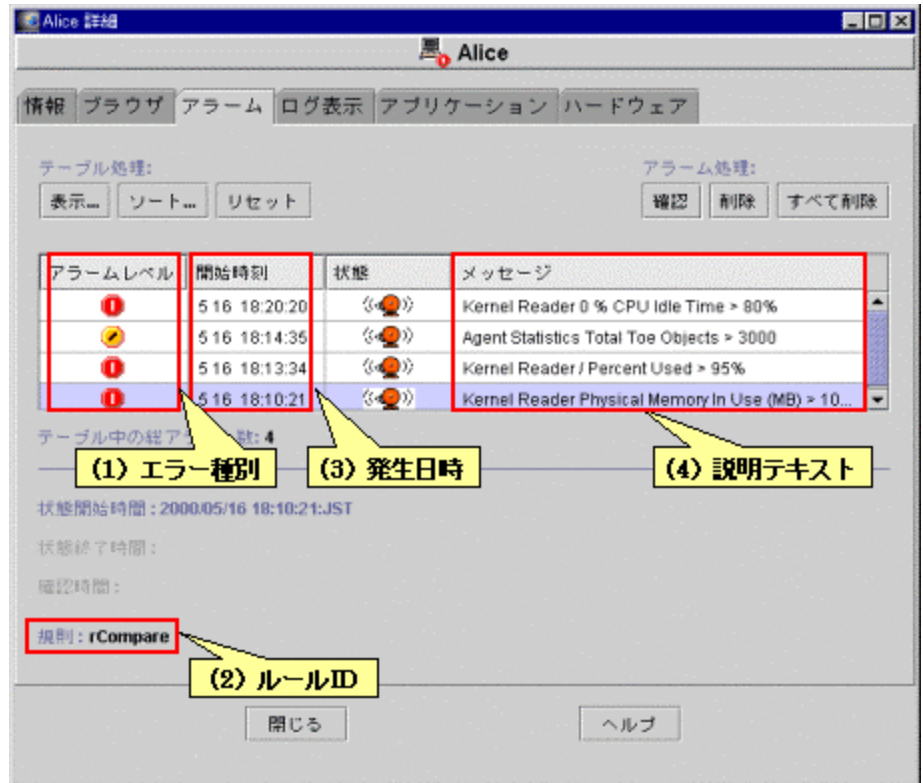 Alice 詳細
Alice
情報 ブラウザ アラーム ログ表示 アプリケーション ハードウェア
テーブル処理: アラーム処理:
表示... ソート... リセット 確認 削除 すべて削除
アラームレベル 開始時刻 状態 メッセージ
5 16 18:20:20 Kernel Reader 0 % CPU Idle Time > 80%
5 16 18:14:35 Agent Statistics Total Toe Objects > 3000
5 16 18:13:34 Kernel Reader / Percent Used > 95%
5 16 18:10:21 Kernel Reader Physical Memory In Use (MB) > 10...
テーブル中の総ア 数: 4
(1) エラー種別 (3) 発生日時 (4) 説明テキスト
状態開始時間 : 2000/05/16 18:10:21:JST
状態終了時間 :
確認時間 :
規則 : rCompare
(2) ルールID
閉じる ヘルプ